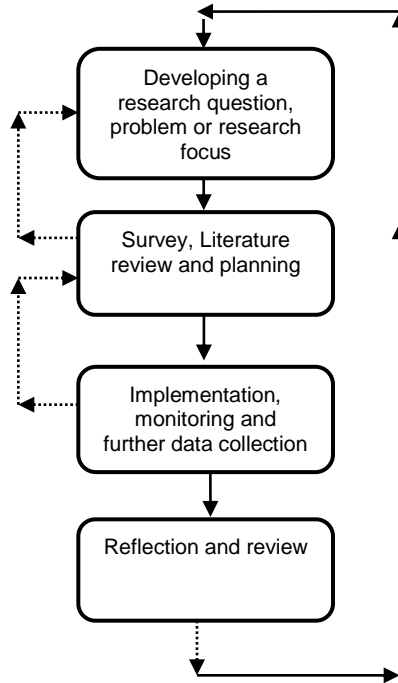 Developing a
research question,
problem or research
focus
Survey, Literature
review and planning
Implementation,
monitoring and
further data collection
Reflection and review